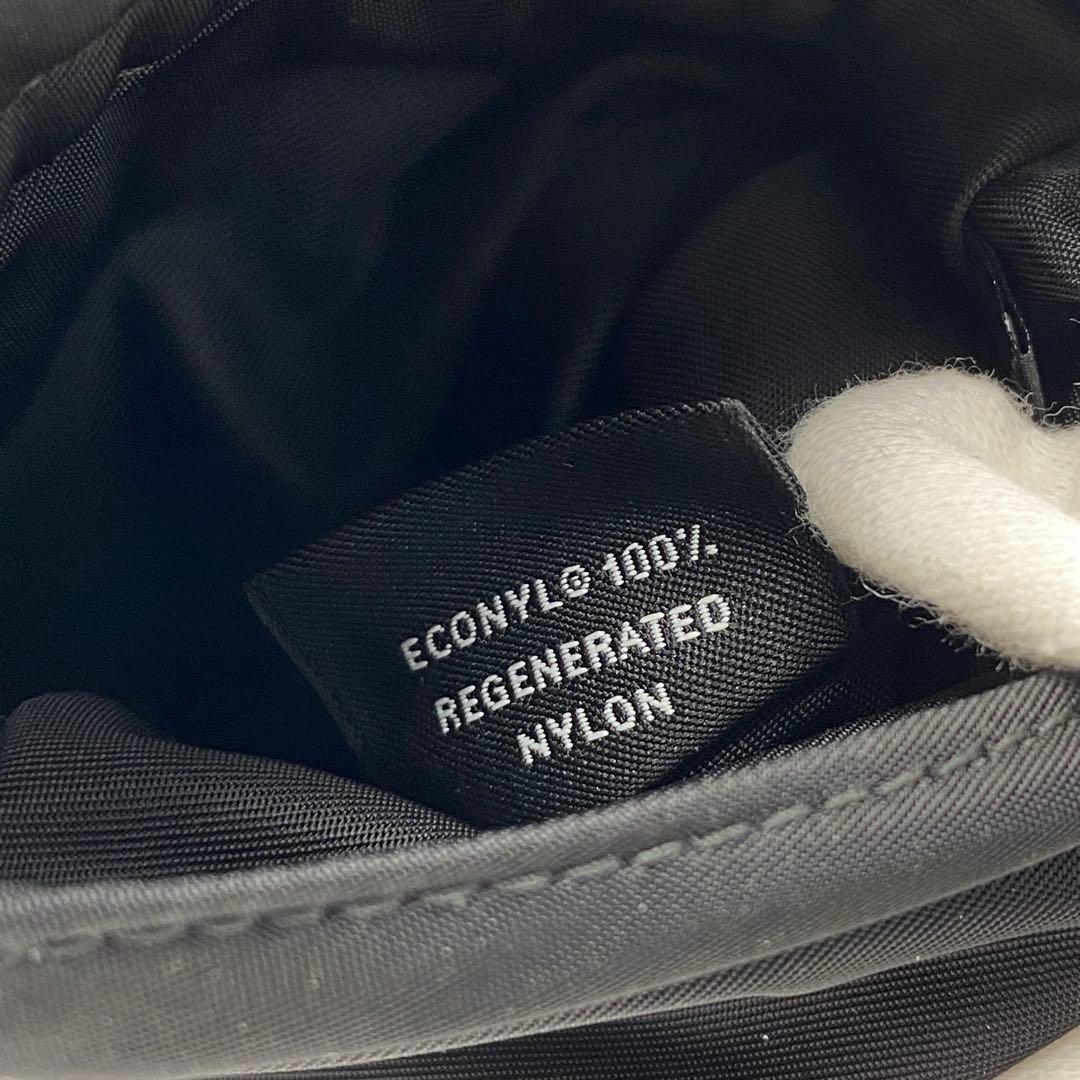 ECONYL® 100%
REGENERATED
NYLON